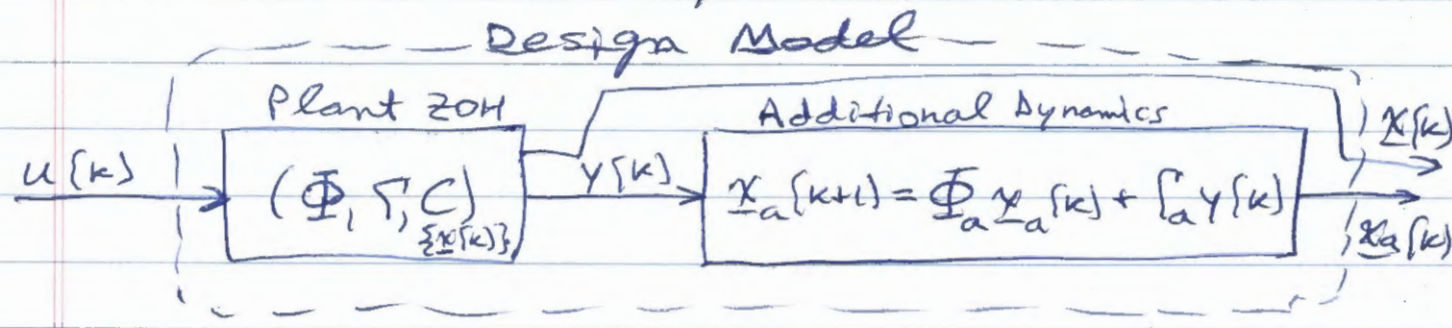 Design Model
Plant ZOH
Additional Dynamics
u[k]
(Φ, Γ, C)
{x[k]}
y[k]
x_a[k+1] = Φ_a x_a[k] + Γ_a y[k]
x[k]
x_a[k]